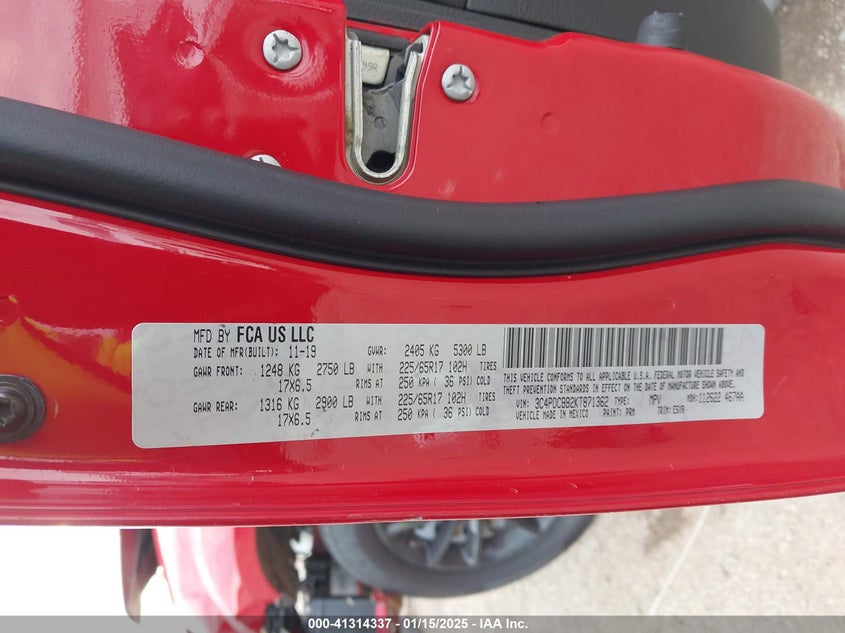 99R
MFD BY FCA US LLC
DATE OF MFR(BUILT): 11-19 GVWR: 2405 KG 5300 LB
GAWR FRONT: 1248 KG 2750 LB WITH 225/65R17 102H TIRES
17X6.5 RIMS AT 250 KPA ( 36 PSI) COLD
GAWR REAR: 1316 KG 2900 LB WITH 225/65R17 102H TIRES
17X6.5 RIMS AT 250 KPA ( 36 PSI) COLD
THIS VEHICLE CONFORMS TO ALL APPLICABLE U.S.A. FEDERAL MOTOR VEHICLE SAFETY AND
THEFT PREVENTION STANDARDS IN EFFECT ON THE DATE OF MANUFACTURE SHOWN ABOVE.
VIN: 3C4PDCBB2KT871362 TYPE: MPV MDH: 112622 467AA
VEHICLE MADE IN MEXICO PAINT: PRM TRIM: E5X9
000-41314337 - 01/15/2025 - IAA Inc.